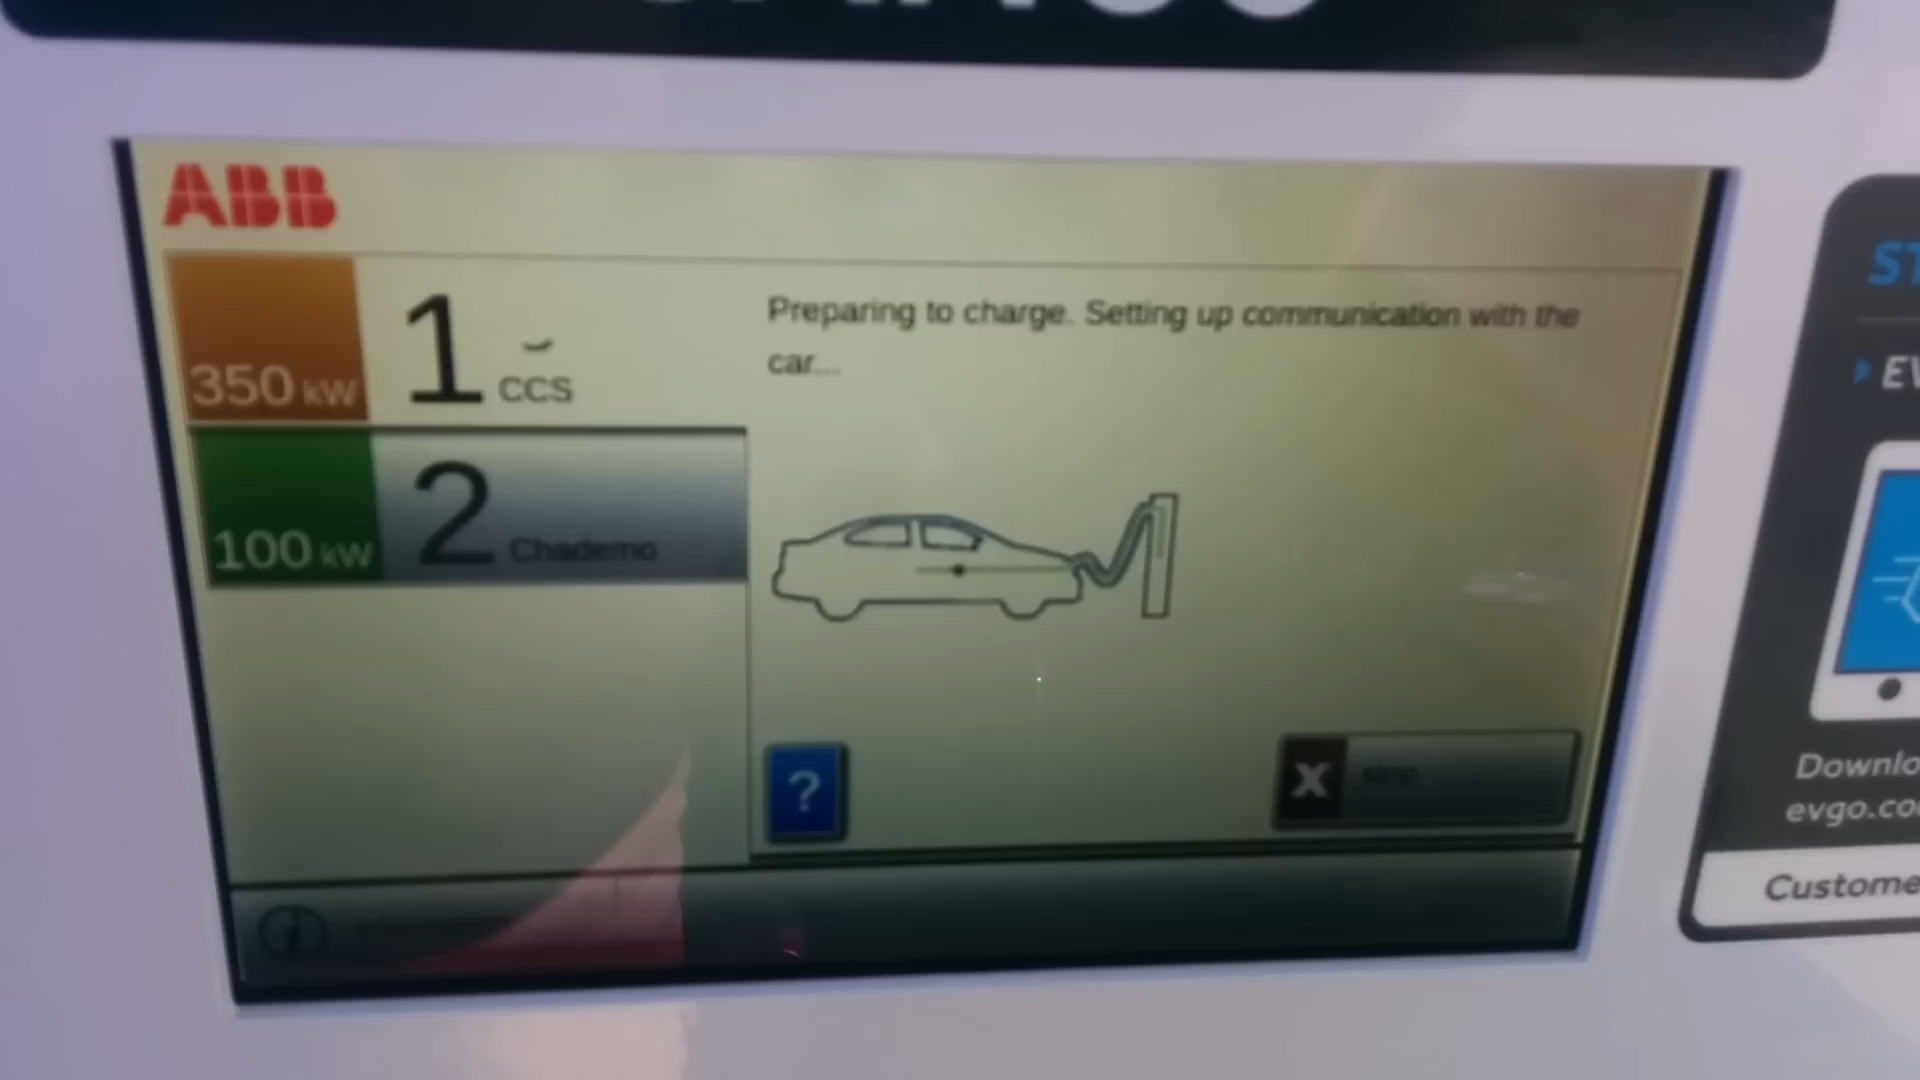 ABB
350 kW
1 CCS
Preparing to charge. Setting up communication with the
car...
100 kW
2 Chademo
?
X stop
i
ST
EV
Downlo
evgo.co
Custome